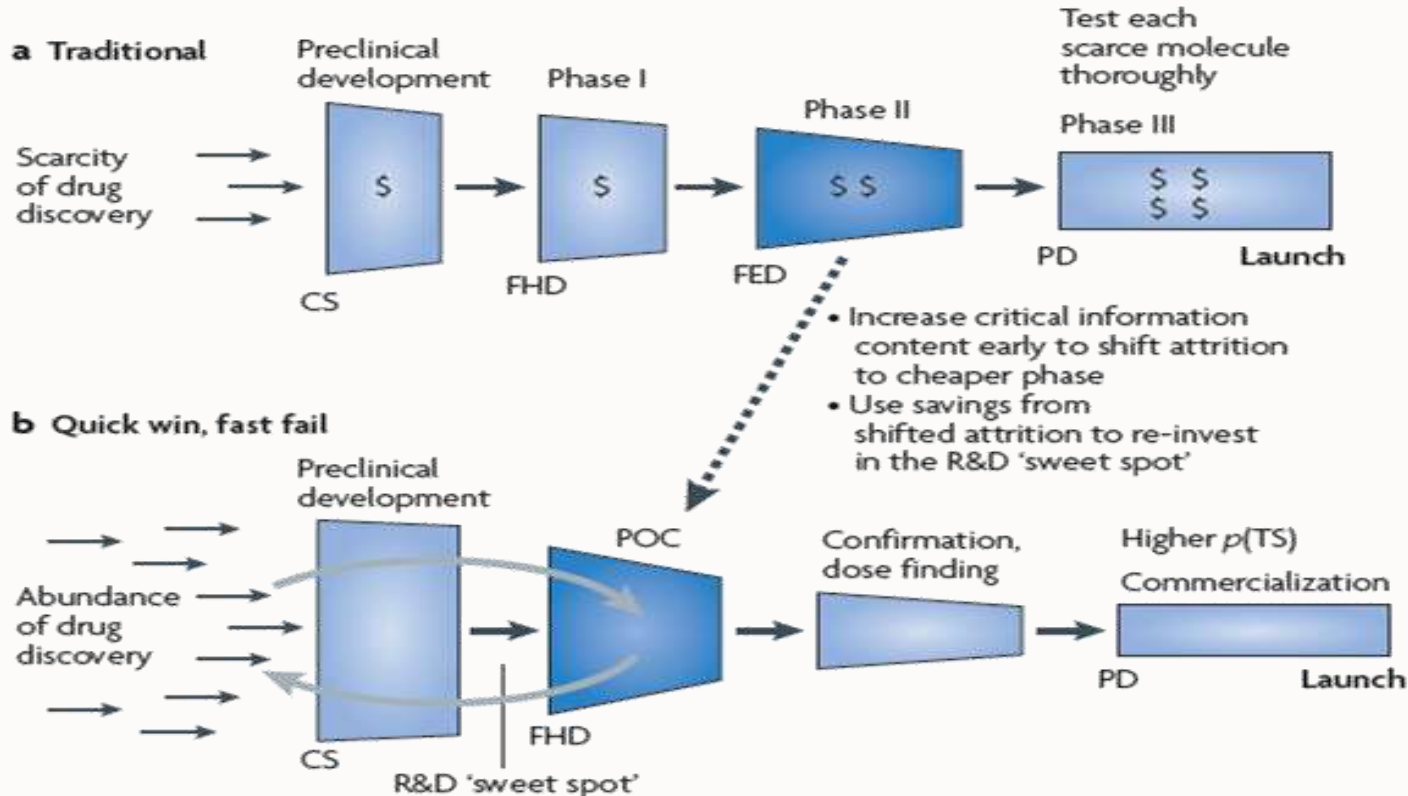 a Traditional
Preclinical
development
Phase I
Phase II
Test each
scarce molecule
thoroughly
Phase III
Scarcity
of drug
discovery
$
$
$ $
$ $
$ $
CS
FHD
FED
PD
Launch
• Increase critical information
content early to shift attrition
to cheaper phase
• Use savings from
shifted attrition to re-invest
in the R&D ‘sweet spot’
b Quick win, fast fail
Preclinical
development
POC
Confirmation,
dose finding
Higher p(TS)
Commercialization
Abundance
of drug
discovery
CS
FHD
PD
Launch
R&D ‘sweet spot’